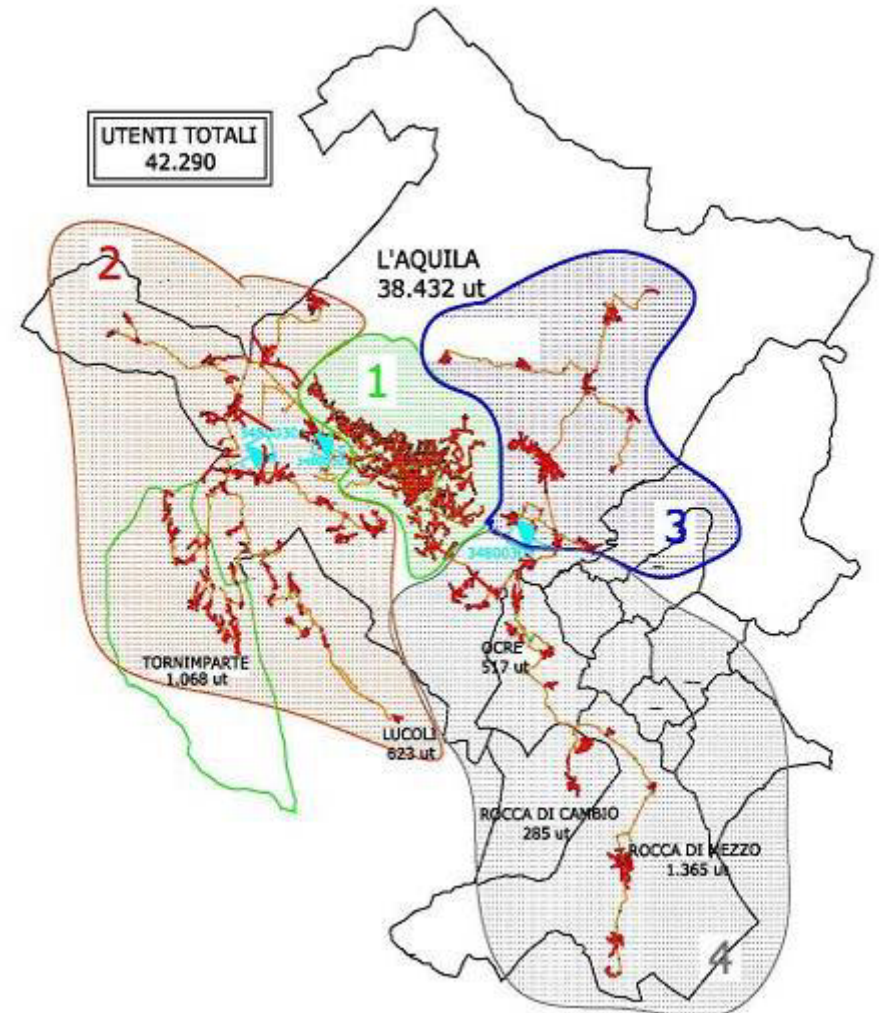 UTENTI TOTALI
42.290
2
L'AQUILA
38.432 ut
1
3
TORNIMPARTE
1.068 ut
OCRE
517 ut
LUCOLI
623 ut
ROCCA DI CAMBIO
285 ut
ROCCA DI MEZZO
1.365 ut
4